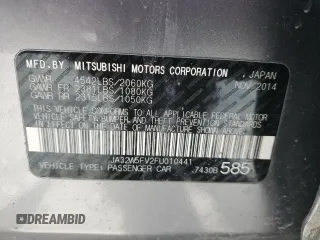 MFD.BY MITSUBISHI MOTORS CORPORATION , JAPAN
GVWR 4542LBS/2060KG NOV 2014
GAWR FR 2381LBS/1080KG
GAWR RR 2315LBS/1050KG
THIS VEHICLE CONFORMS TO ALL APPLICABLE FEDERAL MOTOR VEHICLE
SAFETY, BUMPER, AND THEFT PREVENTION STANDARDS
IN EFFECT ON THE DATE OF MANUFACTURE SHOWN ABOVE.
JA32W5FV2FU010441
VEHICLE TYPE: PASSENGER CAR 7430B 585